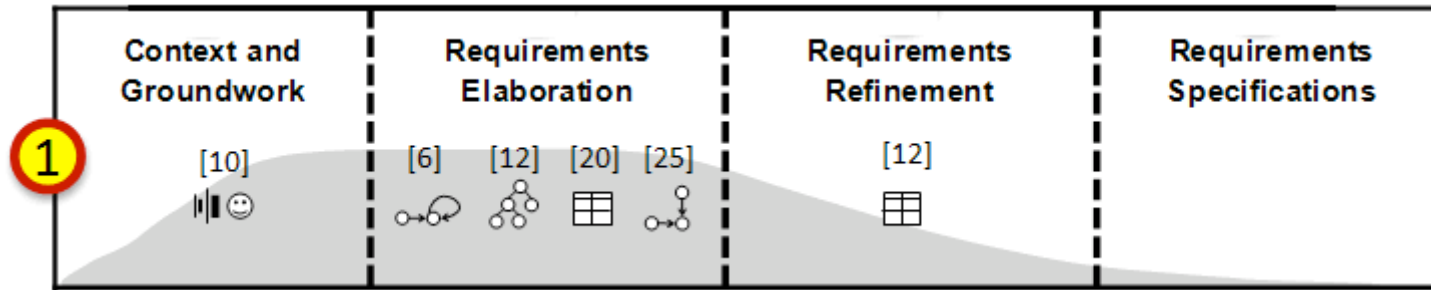 Context and
Groundwork
Requirements
Elaboration
Requirements
Refinement
Requirements
Specifications
1
[10]
[6] [12] [20] [25]
[12]